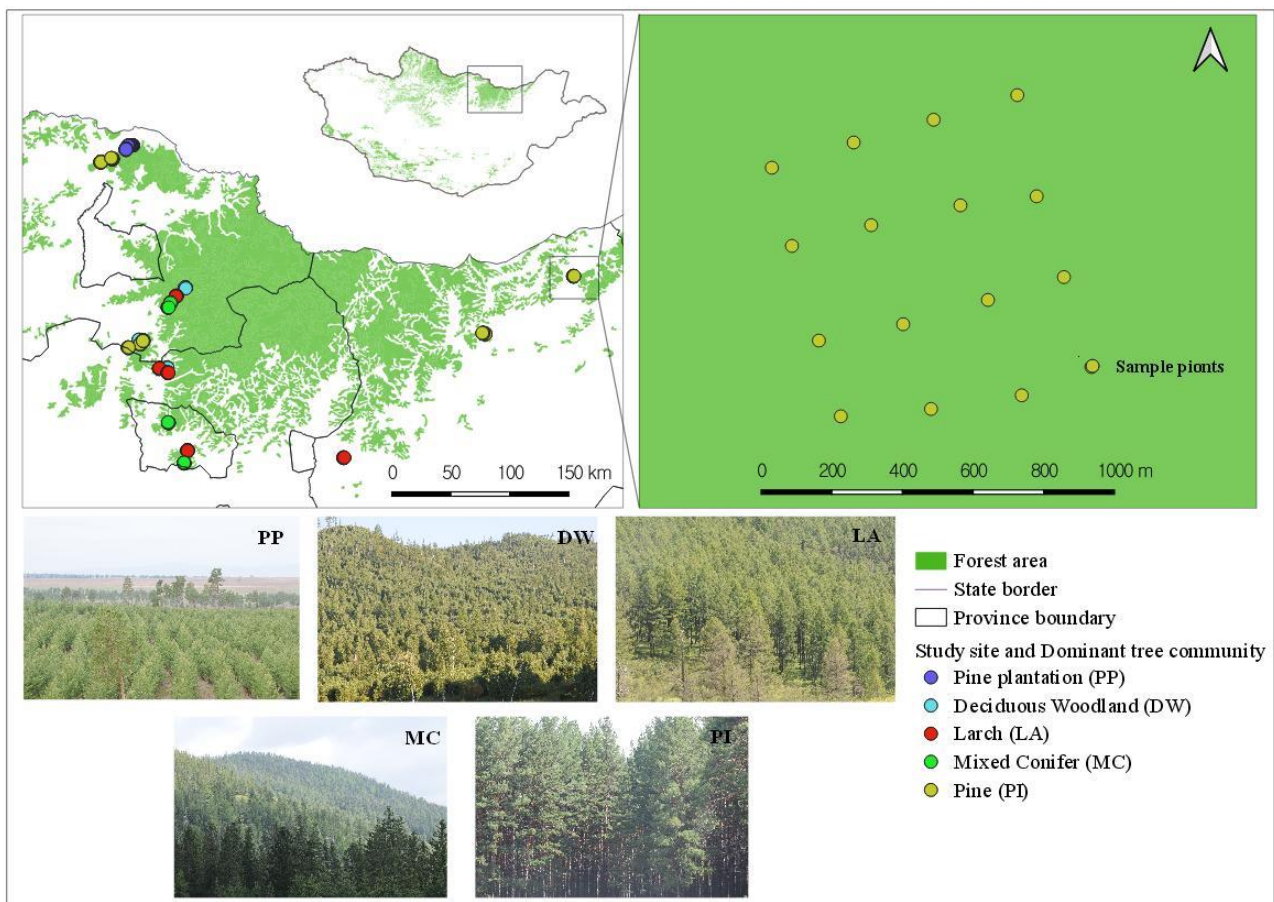 Sample pionts
0 50 100 150 km
0 200 400 600 800 1000 m
PP
DW
LA
MC
PI
Forest area
State border
Province boundary
Study site and Dominant tree community
Pine plantation (PP)
Deciduous Woodland (DW)
Larch (LA)
Mixed Conifer (MC)
Pine (PI)